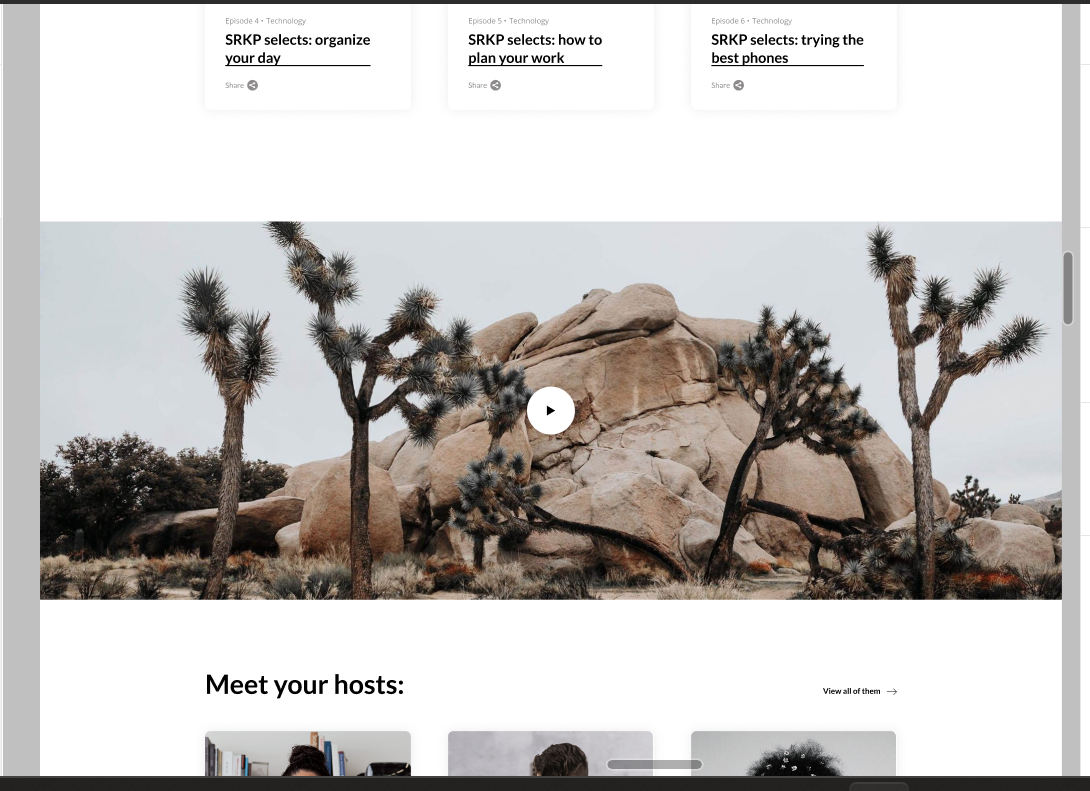 Episode 4 • Technology
SRKP selects: organize
your day
Share
Episode 5 • Technology
SRKP selects: how to
plan your work
Share
Episode 6 • Technology
SRKP selects: trying the
best phones
Share
Meet your hosts:
View all of them